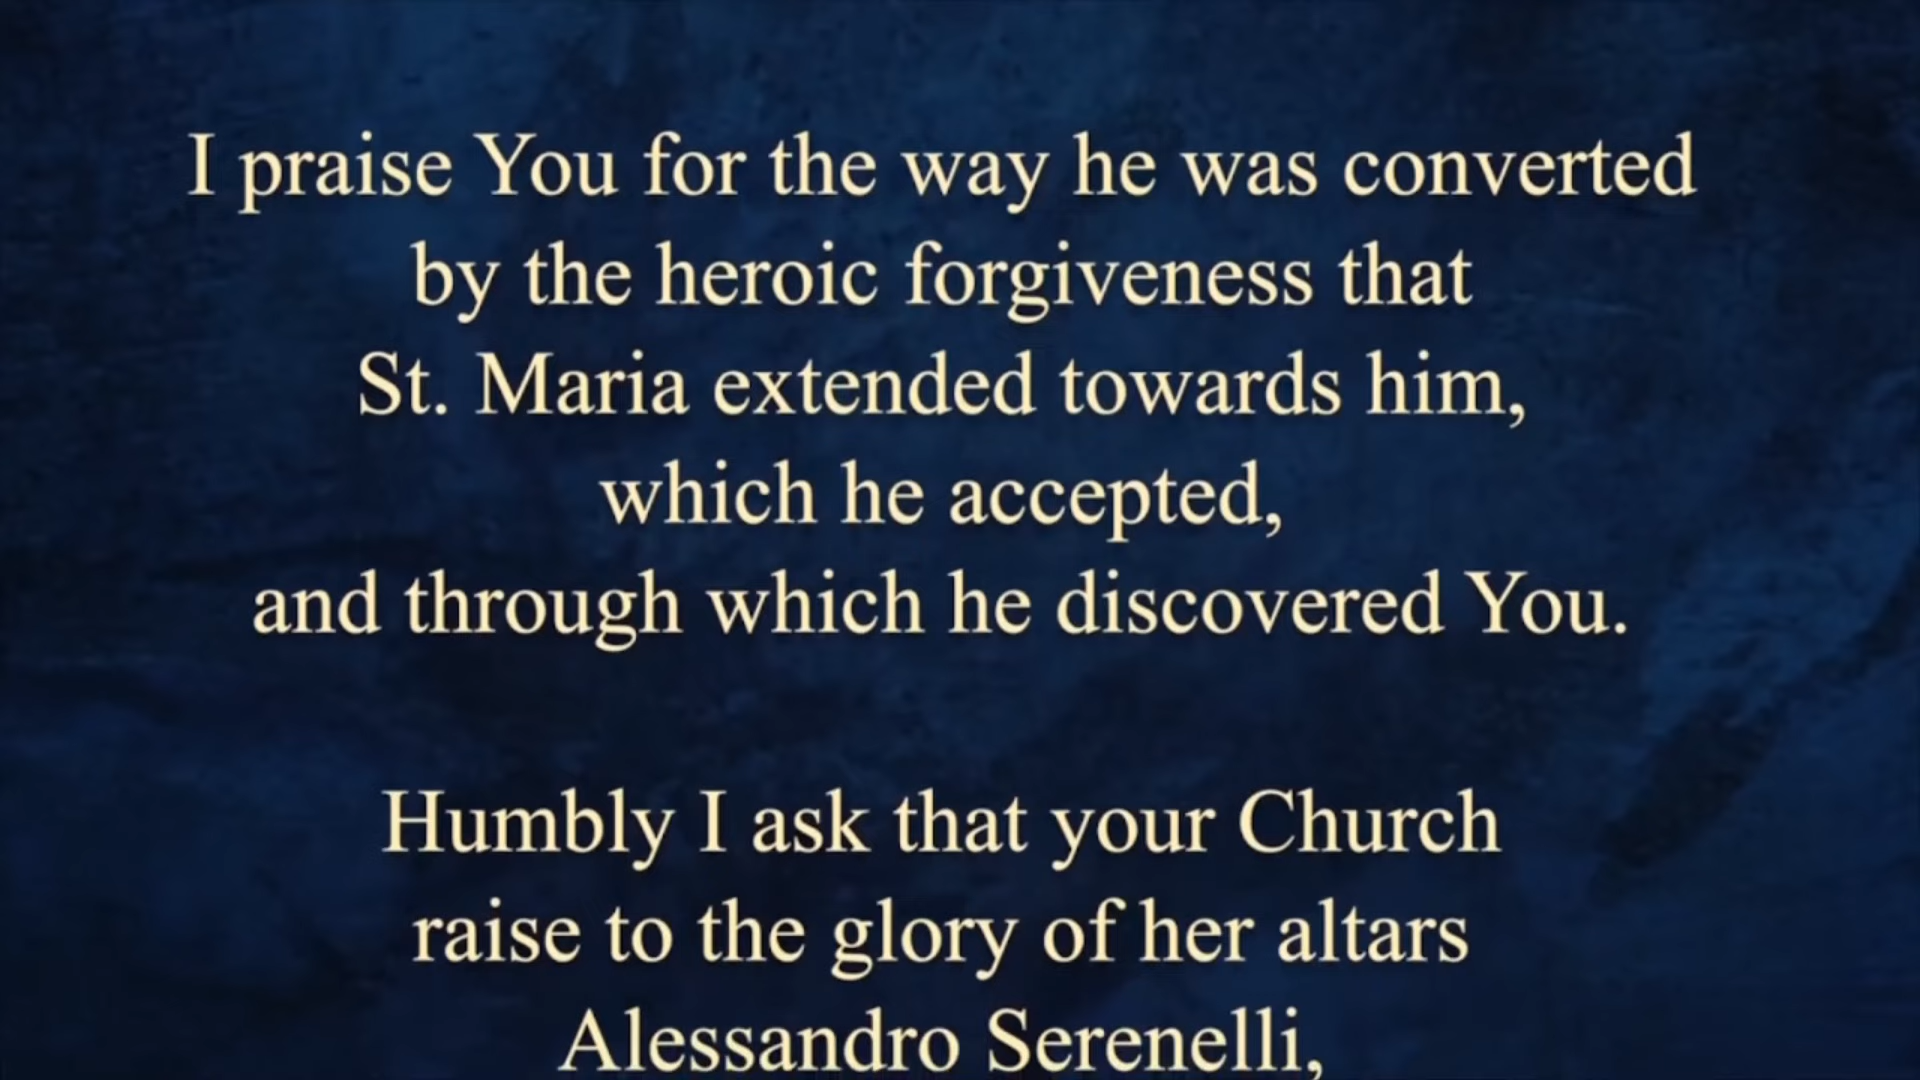 I praise You for the way he was converted
by the heroic forgiveness that
St. Maria extended towards him,
which he accepted,
and through which he discovered You.
Humbly I ask that your Church
raise to the glory of her altars
Alessandro Serenelli,